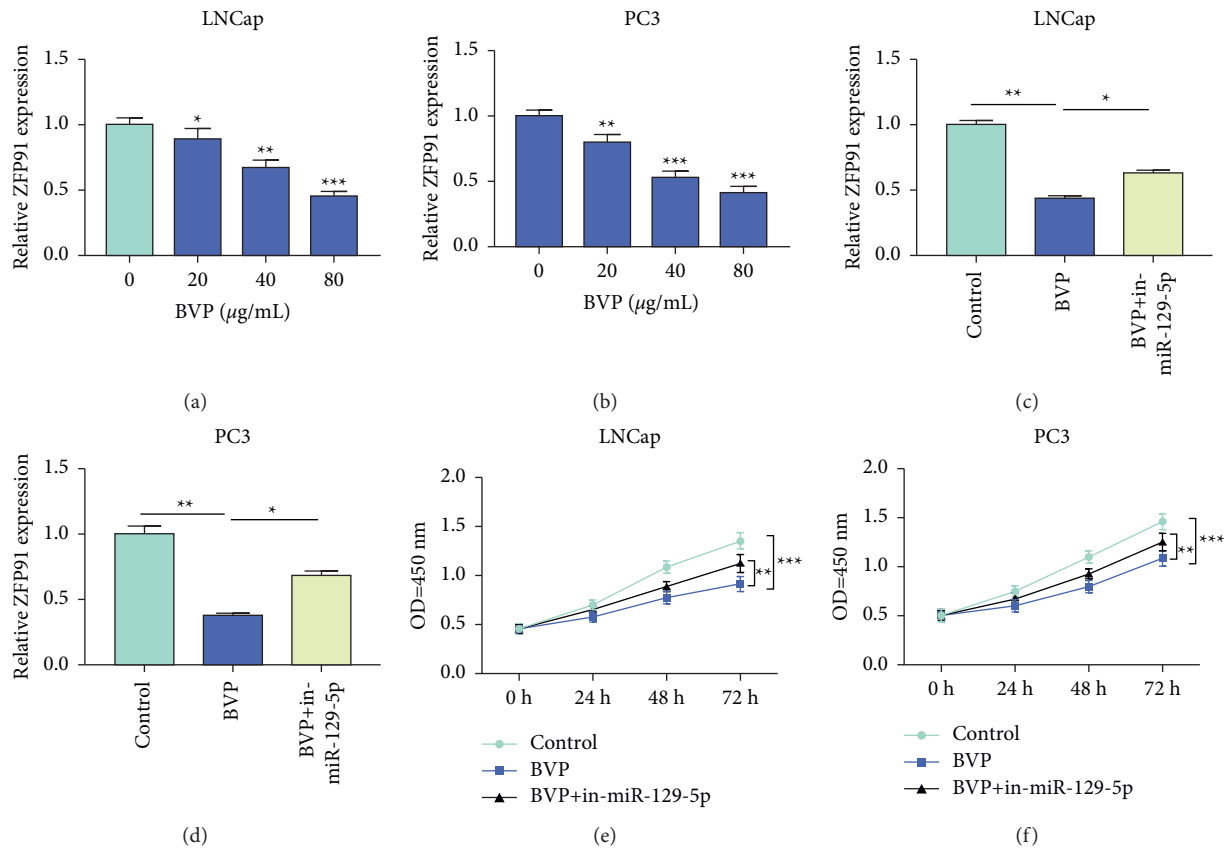 LNCap
Relative ZFP91 expression
1.5
1.0
0.5
0.0
*
**
***
0 20 40 80
BVP (μg/mL)
(a)
PC3
Relative ZFP91 expression
1.5
1.0
0.5
0.0
**
***
***
0 20 40 80
BVP (μg/mL)
(b)
LNCap
Relative ZFP91 expression
1.5
1.0
0.5
0.0
** *
Control
BVP
BVP+in-
miR-129-5p
(c)
PC3
Relative ZFP91 expression
1.5
1.0
0.5
0.0
** *
Control
BVP
BVP+in-
miR-129-5p
(d)
LNCap
OD=450 nm
2.0
1.5
1.0
0.5
0.0
** ***
0 h 24 h 48 h 72 h
Control
BVP
BVP+in-miR-129-5p
(e)
PC3
OD=450 nm
2.0
1.5
1.0
0.5
0.0
** ***
0 h 24 h 48 h 72 h
Control
BVP
BVP+in-miR-129-5p
(f)